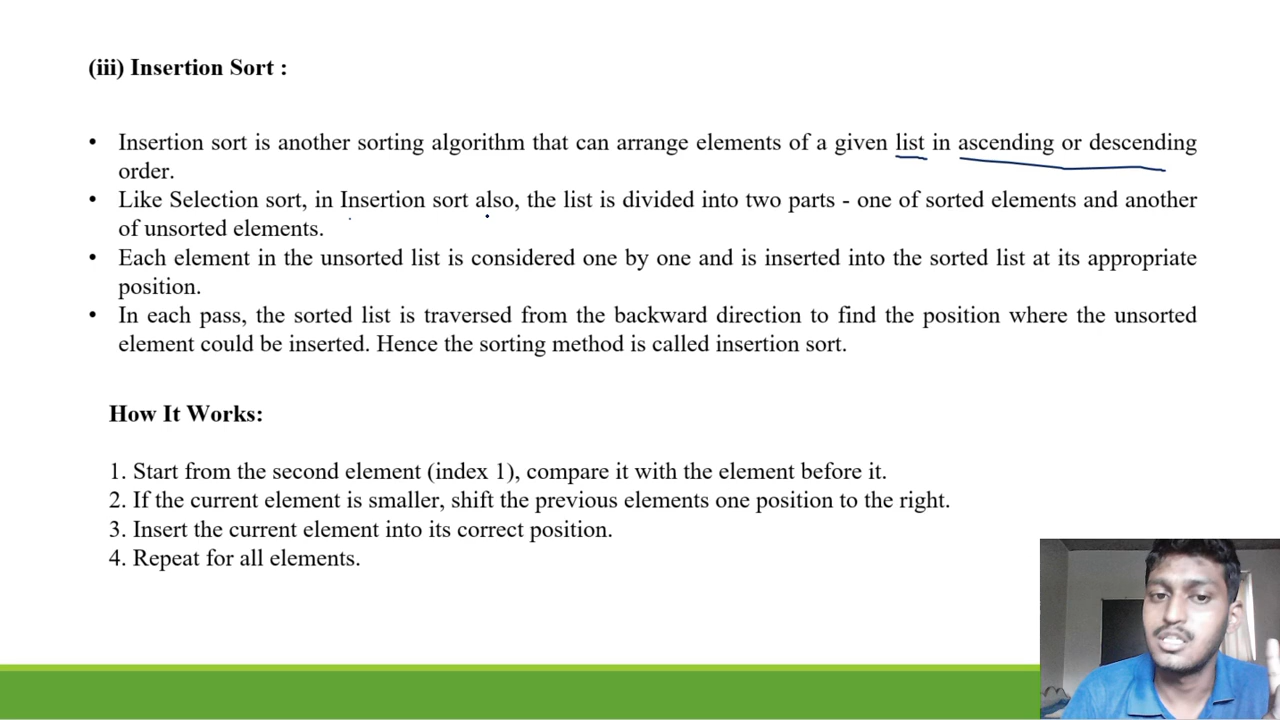 (iii) Insertion Sort :
• Insertion sort is another sorting algorithm that can arrange elements of a given list in ascending or descending
order.
• Like Selection sort, in Insertion sort also, the list is divided into two parts - one of sorted elements and another
of unsorted elements.
• Each element in the unsorted list is considered one by one and is inserted into the sorted list at its appropriate
position.
• In each pass, the sorted list is traversed from the backward direction to find the position where the unsorted
element could be inserted. Hence the sorting method is called insertion sort.
How It Works:
1. Start from the second element (index 1), compare it with the element before it.
2. If the current element is smaller, shift the previous elements one position to the right.
3. Insert the current element into its correct position.
4. Repeat for all elements.